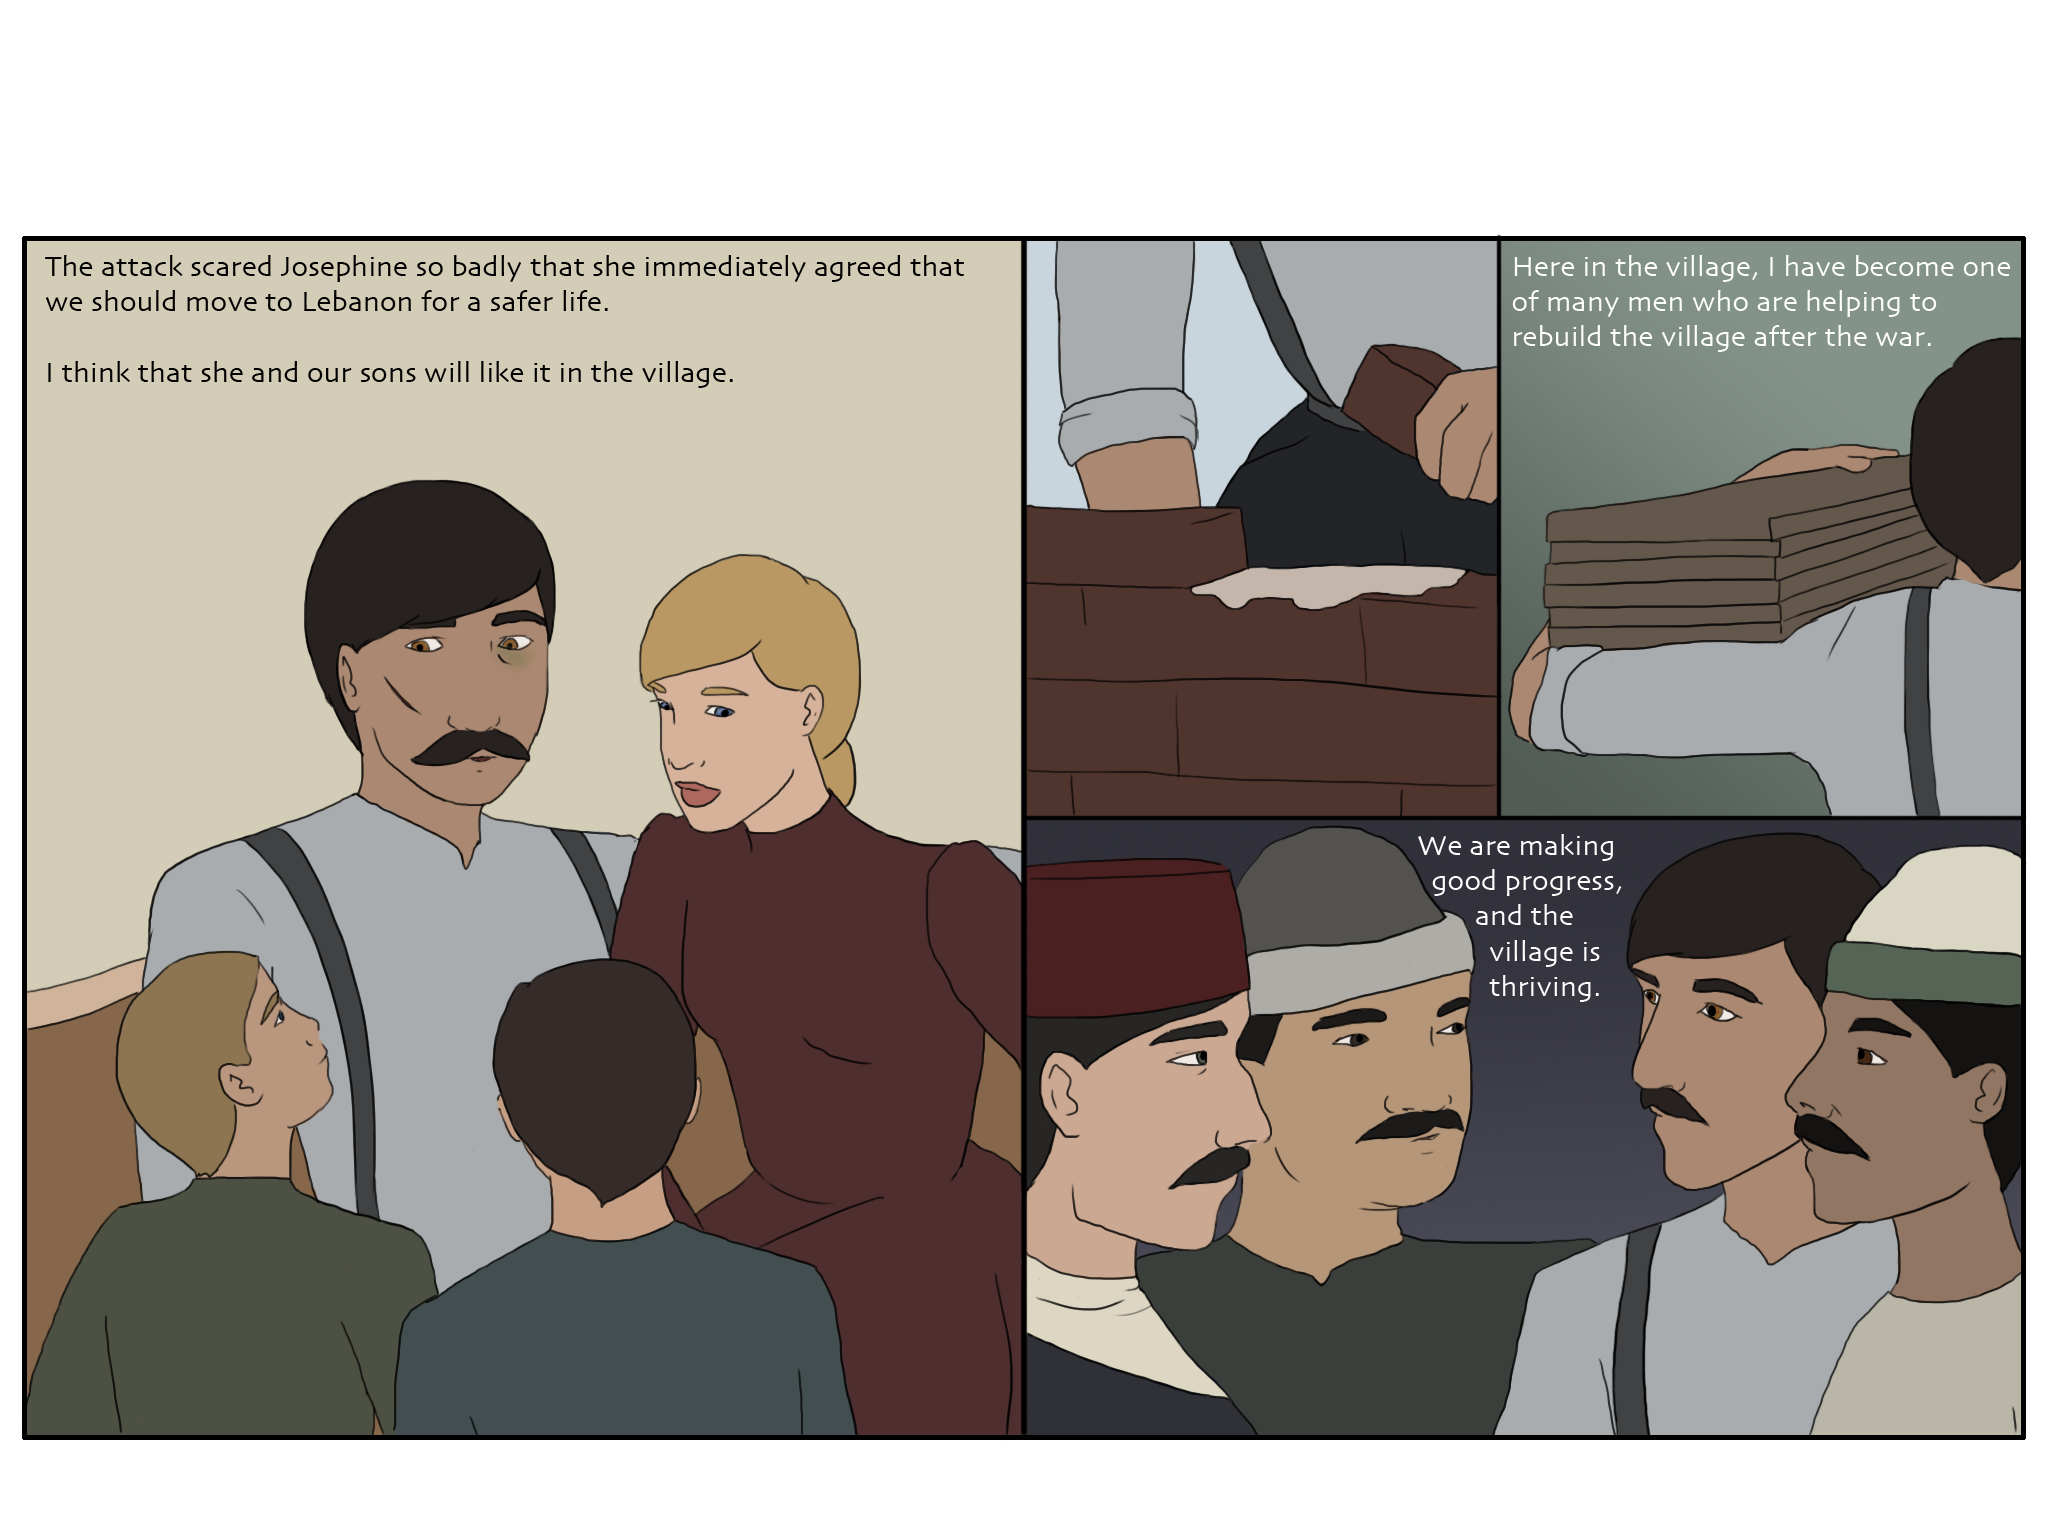 The attack scared Josephine so badly that she immediately agreed that
we should move to Lebanon for a safer life.
I think that she and our sons will like it in the village.
Here in the village, I have become one
of many men who are helping to
rebuild the village after the war.
We are making
good progress,
and the
village is
thriving.